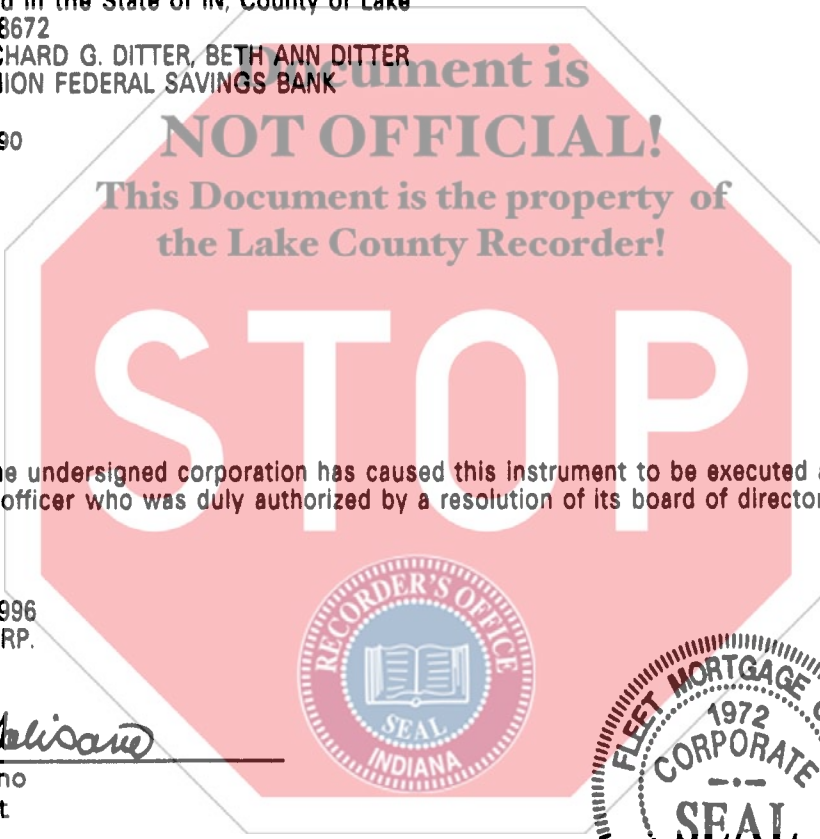 d in the State of IN, County of Lake
8672
CHARD G. DITTER, BETH ANN DITTER
ION FEDERAL SAVINGS BANK
90
Document is
NOT OFFICIAL!
This Document is the property of
the Lake County Recorder!
STOP
e undersigned corporation has caused this instrument to be executed a
officer who was duly authorized by a resolution of its board of director
996
RP.
no
t
RECORDER'S OFFICE
SEAL
INDIANA
FLEET MORTGAGE
1972
CORPORATE
SEAL